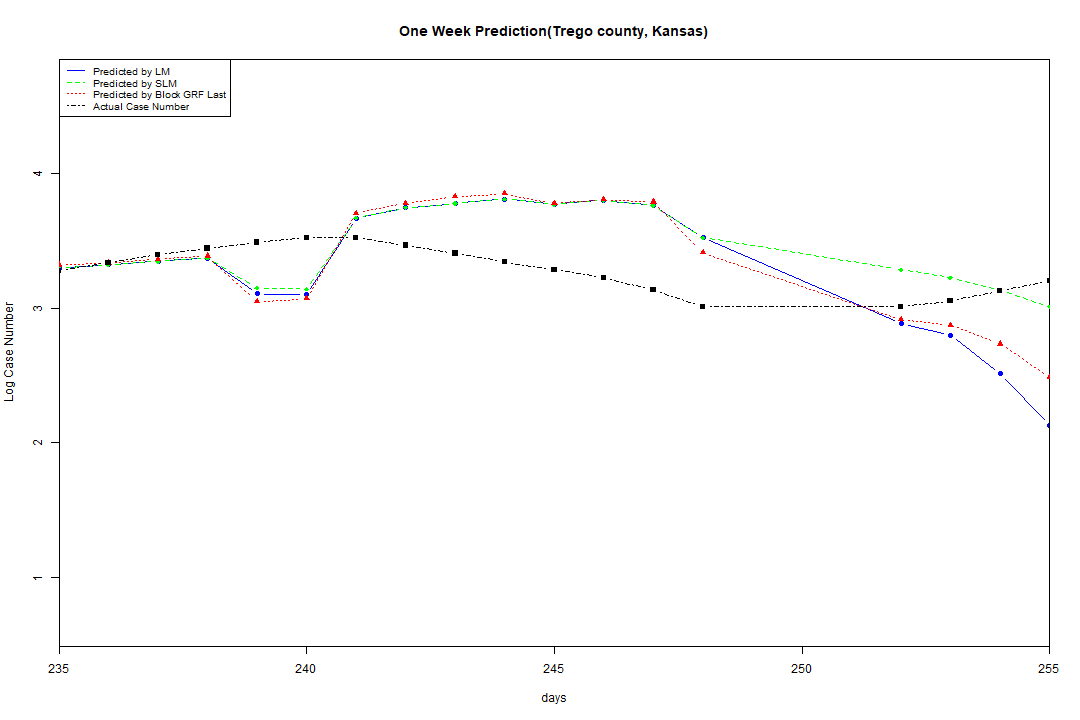 One Week Prediction(Trego county, Kansas)
Predicted by LM
Predicted by SLM
Predicted by Block GRF Last
Actual Case Number
Log Case Number
4
3
2
1
235 240 245 250 255
days